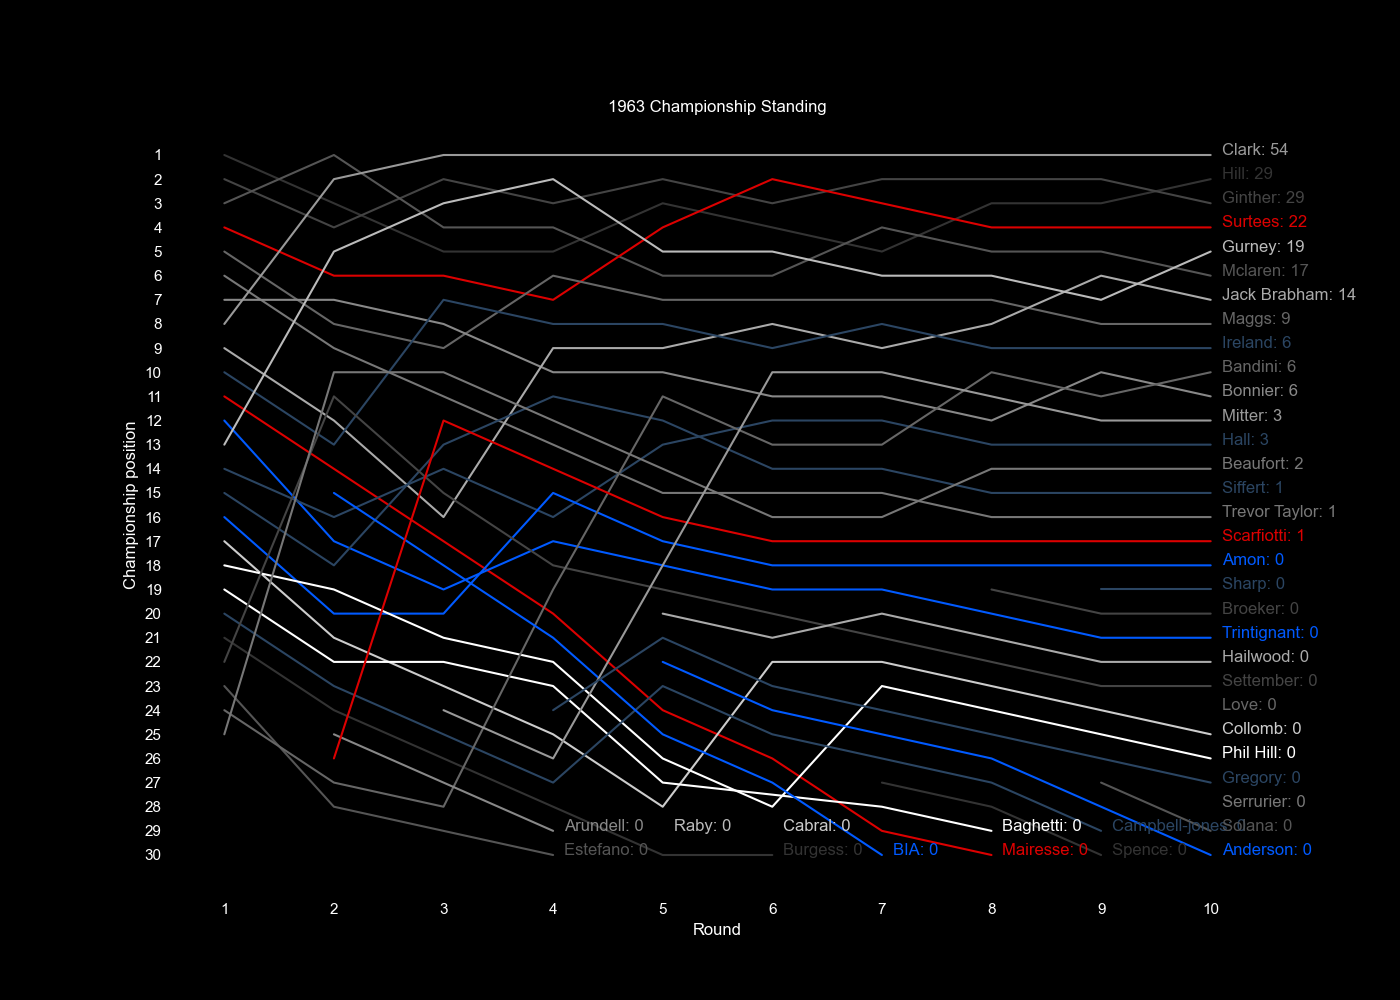 1963 Championship Standing
Championship position
1
2
3
4
5
6
7
8
9
10
11
12
13
14
15
16
17
18
19
20
21
22
23
24
25
26
27
28
29
30
Clark: 54
Hill: 29
Ginther: 29
Surtees: 22
Gurney: 19
Mclaren: 17
Jack Brabham: 14
Maggs: 9
Ireland: 6
Bandini: 6
Bonnier: 6
Mitter: 3
Hall: 3
Beaufort: 2
Siffert: 1
Trevor Taylor: 1
Scarfiotti: 1
Amon: 0
Sharp: 0
Broeker: 0
Trintignant: 0
Hailwood: 0
Settember: 0
Love: 0
Collomb: 0
Phil Hill: 0
Gregory: 0
Serrurier: 0
Arundell: 0 Raby: 0 Cabral: 0 Baghetti: 0 Campbell-jones: 0 Solana: 0
Estefano: 0 Burgess: 0 BIA: 0 Mairesse: 0 Spence: 0 Anderson: 0
1 2 3 4 5 6 7 8 9 10
Round